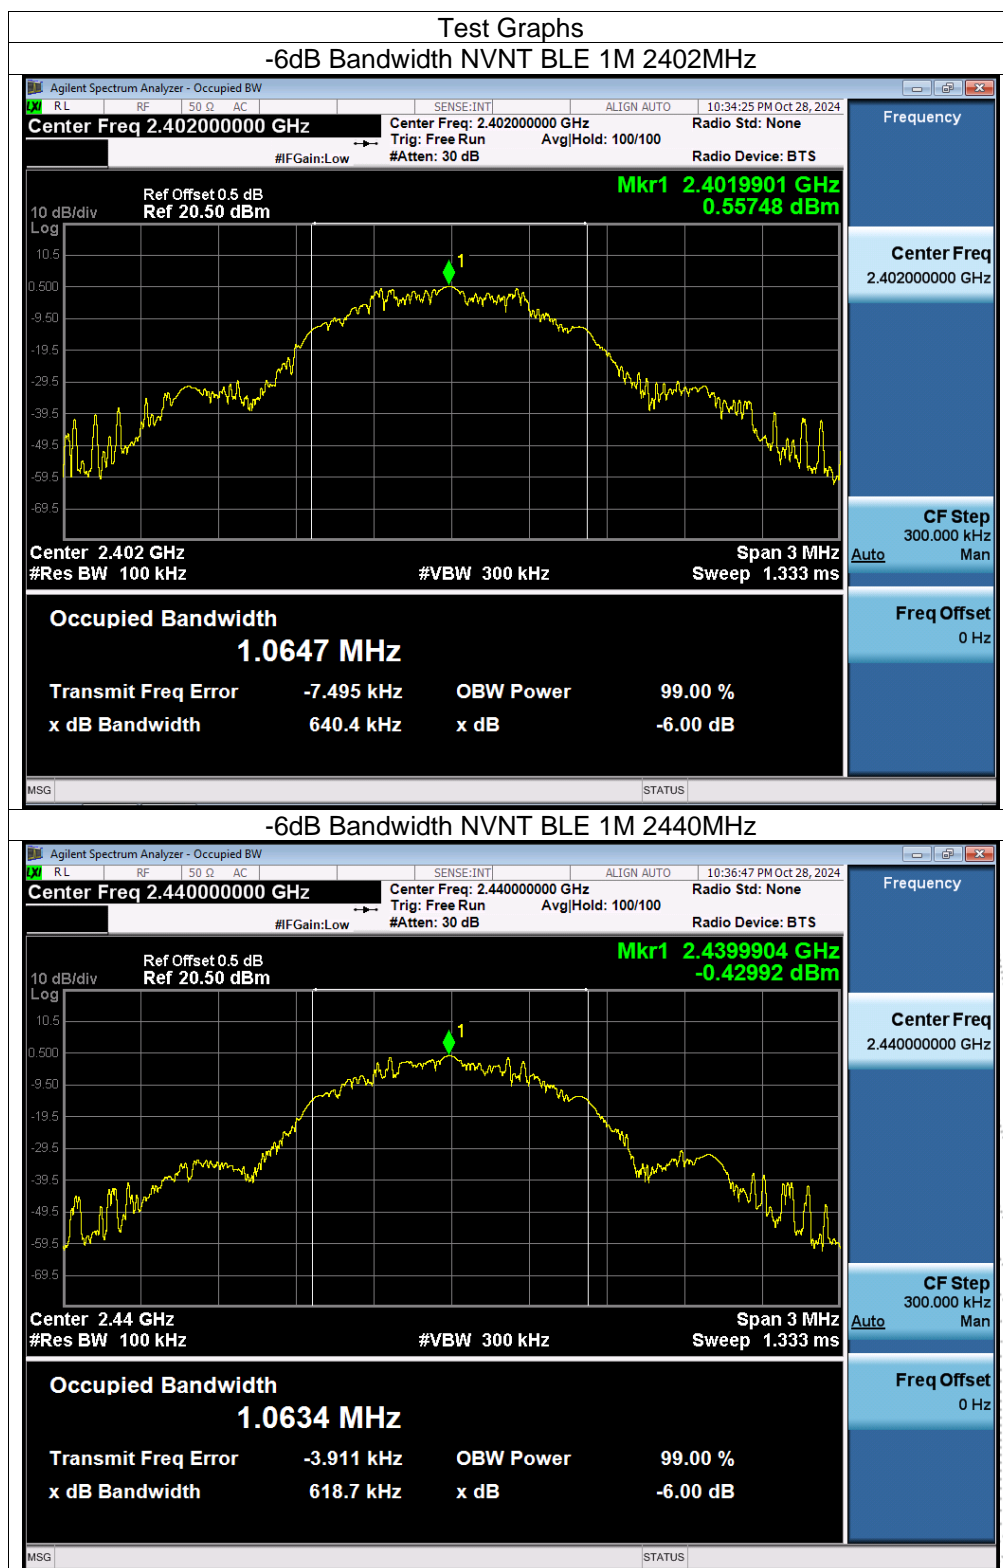 Test Graphs
-6dB Bandwidth NVNT BLE 1M 2402MHz
Agilent Spectrum Analyzer - Occupied BW
LXI RL RF 50 Ω AC SENSE:INT ALIGN AUTO 10:34:25 PM Oct 28, 2024
Center Freq 2.402000000 GHz Center Freq: 2.402000000 GHz Radio Std: None
Trig: Free Run Avg|Hold: 100/100
#IFGain:Low #Atten: 30 dB Radio Device: BTS
Frequency
Mkr1 2.4019901 GHz
0.55748 dBm
Ref Offset 0.5 dB
10 dB/div Ref 20.50 dBm
Log
10.5
0.500
-9.50
-19.5
-29.5
-39.5
-49.5
-59.5
-69.5
1
Center Freq
2.402000000 GHz
Center 2.402 GHz Span 3 MHz
#Res BW 100 kHz #VBW 300 kHz Sweep 1.333 ms
CF Step
300.000 kHz
Auto Man
Occupied Bandwidth
1.0647 MHz
Transmit Freq Error -7.495 kHz OBW Power 99.00 %
x dB Bandwidth 640.4 kHz x dB -6.00 dB
Freq Offset
0 Hz
MSG STATUS
-6dB Bandwidth NVNT BLE 1M 2440MHz
Agilent Spectrum Analyzer - Occupied BW
LXI RL RF 50 Ω AC SENSE:INT ALIGN AUTO 10:36:47 PM Oct 28, 2024
Center Freq 2.440000000 GHz Center Freq: 2.440000000 GHz Radio Std: None
Trig: Free Run Avg|Hold: 100/100
#IFGain:Low #Atten: 30 dB Radio Device: BTS
Frequency
Mkr1 2.4399904 GHz
-0.42992 dBm
Ref Offset 0.5 dB
10 dB/div Ref 20.50 dBm
Log
10.5
0.500
-9.50
-19.5
-29.5
-39.5
-49.5
-59.5
-69.5
1
Center Freq
2.440000000 GHz
Center 2.44 GHz Span 3 MHz
#Res BW 100 kHz #VBW 300 kHz Sweep 1.333 ms
CF Step
300.000 kHz
Auto Man
Occupied Bandwidth
1.0634 MHz
Transmit Freq Error -3.911 kHz OBW Power 99.00 %
x dB Bandwidth 618.7 kHz x dB -6.00 dB
Freq Offset
0 Hz
MSG STATUS